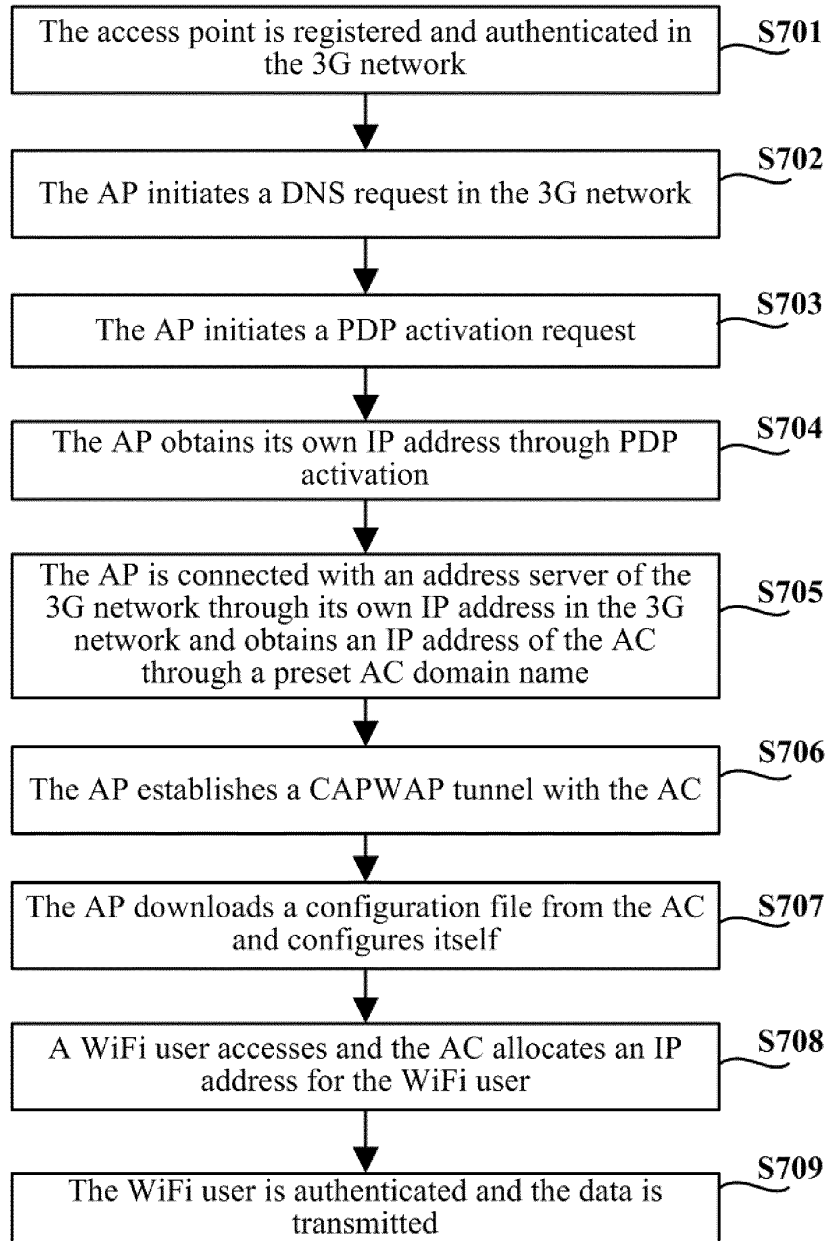 The access point is registered and authenticated in
the 3G network
S701
The AP initiates a DNS request in the 3G network
S702
The AP initiates a PDP activation request
S703
The AP obtains its own IP address through PDP
activation
S704
The AP is connected with an address server of the
3G network through its own IP address in the 3G
network and obtains an IP address of the AC
through a preset AC domain name
S705
The AP establishes a CAPWAP tunnel with the AC
S706
The AP downloads a configuration file from the AC
and configures itself
S707
A WiFi user accesses and the AC allocates an IP
address for the WiFi user
S708
The WiFi user is authenticated and the data is
transmitted
S709